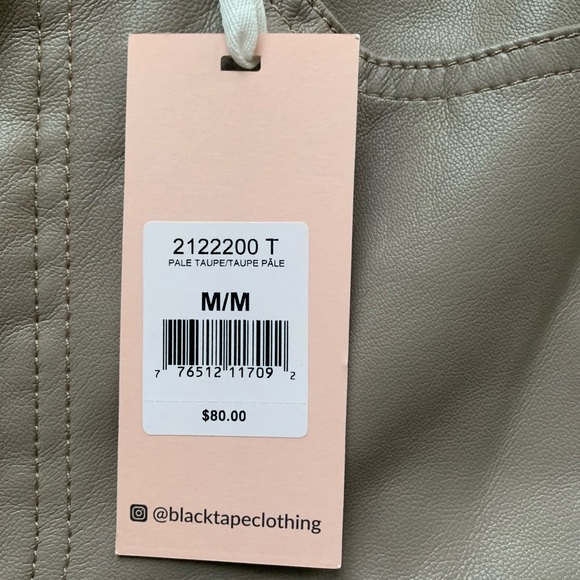 2122200 T
PALE TAUPE/TAUPE PÂLE
M/M
7 76512 11709 2
$80.00
@blacktapeclothing